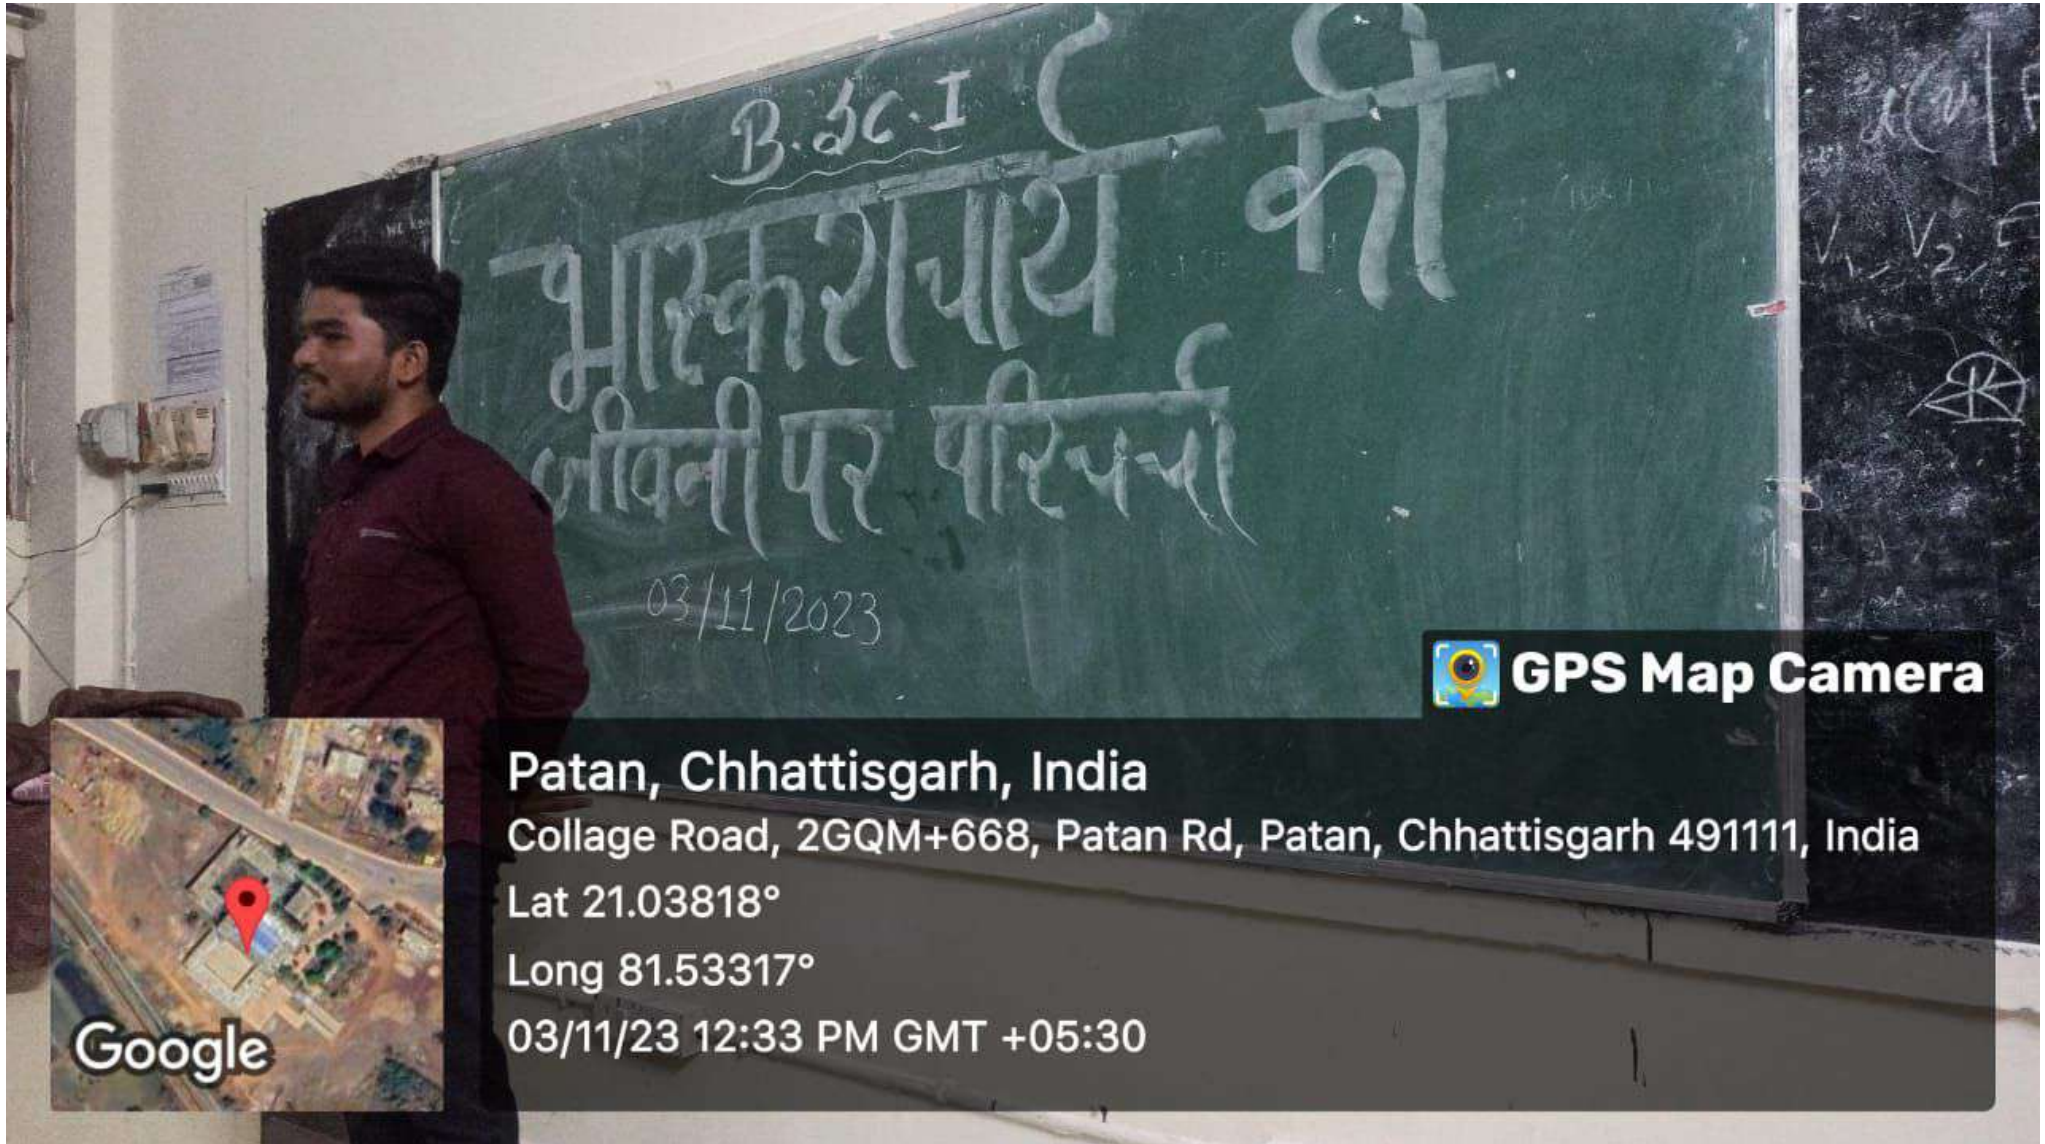 B.Sc.I
भास्कराचार्य की
जीवनी पर परिचर्चा
03/11/2023
V₁, V₂,
GPS Map Camera
Patan, Chhattisgarh, India
Collage Road, 2GQM+668, Patan Rd, Patan, Chhattisgarh 491111, India
Lat 21.03818°
Long 81.53317°
03/11/23 12:33 PM GMT +05:30
Google